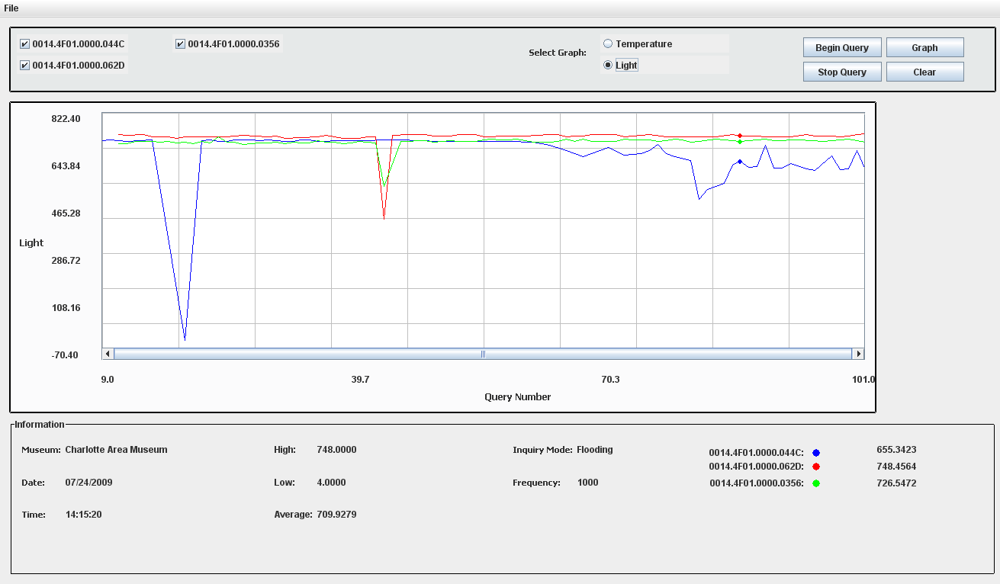 File
0014.4F01.0000.044C 0014.4F01.0000.0356
0014.4F01.0000.062D
Select Graph:
Temperature
Light
Begin Query Graph
Stop Query Clear
822.40
643.84
465.28
Light
286.72
108.16
-70.40
9.0 39.7 70.3 101.0
Query Number
Information
Museum: Charlotte Area Museum High: 748.0000 Inquiry Mode: Flooding 0014.4F01.0000.044C: 655.3423
0014.4F01.0000.062D: 748.4564
Date: 07/24/2009 Low: 4.0000 Frequency: 1000 0014.4F01.0000.0356: 726.5472
Time: 14:15:20 Average: 709.9279